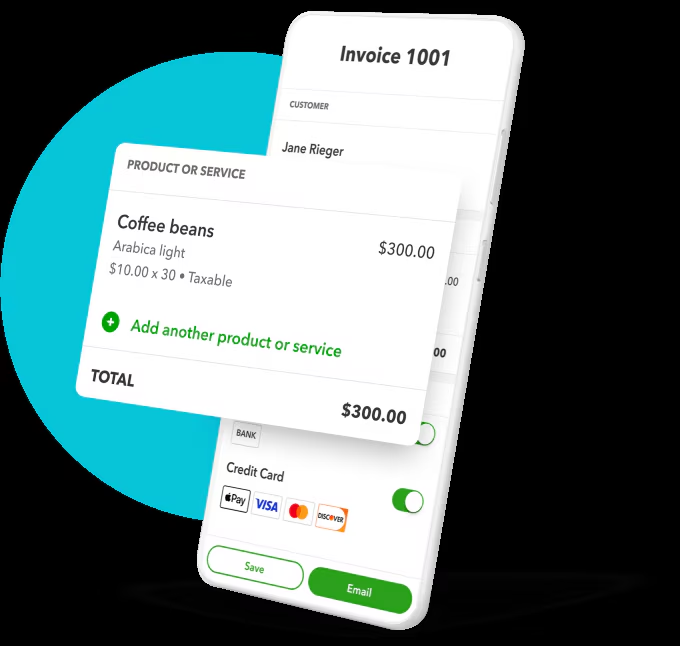 Invoice 1001
CUSTOMER
Jane Rieger
PRODUCT OR SERVICE
Coffee beans
$300.00
Arabica light
$10.00 x 30 • Taxable
.00
Add another product or service
00
TOTAL
$300.00
BANK
Credit Card
Pay
VISA
DISCOVER
Save
Email